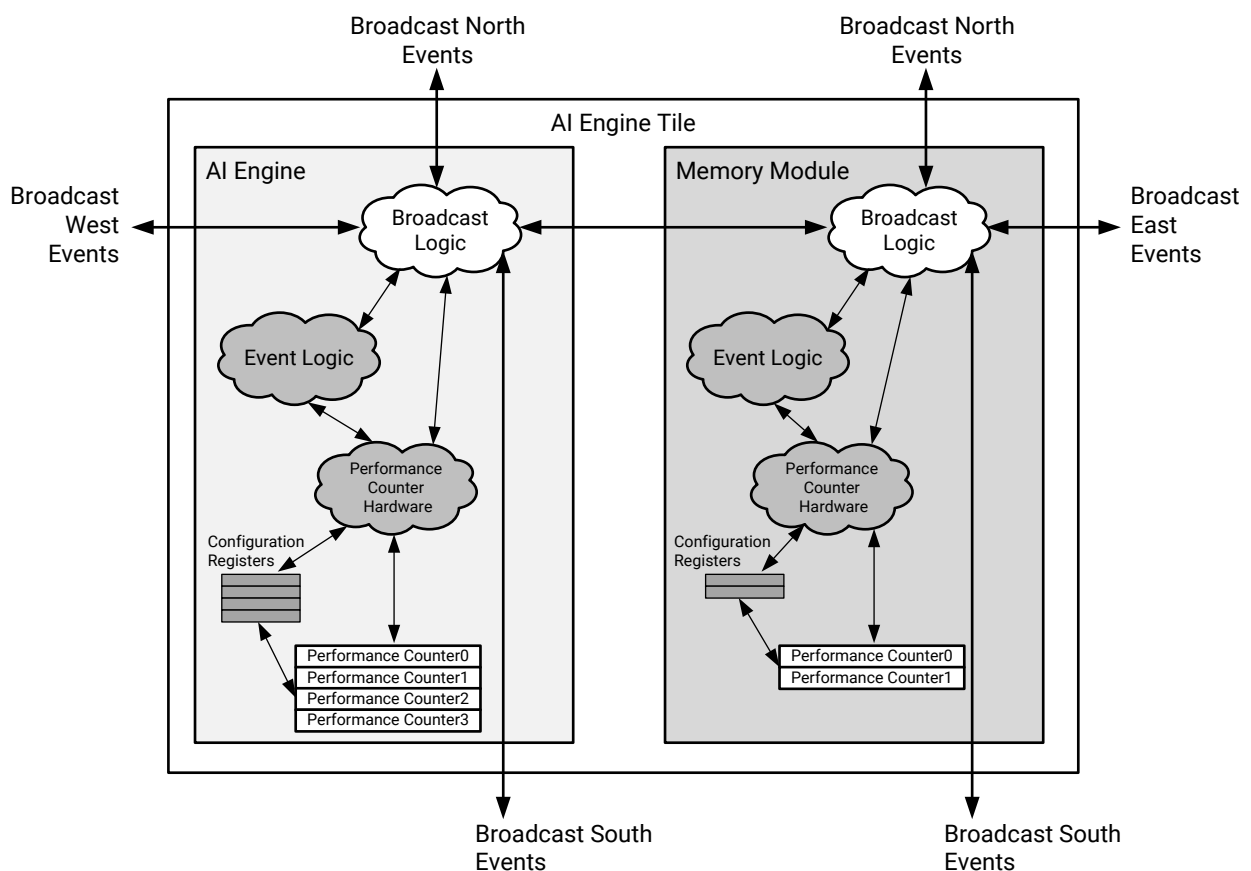 Broadcast North
Events
Broadcast North
Events
AI Engine Tile
AI Engine
Memory Module
Broadcast
West
Events
Broadcast
Logic
Broadcast
Logic
Broadcast
East
Events
Event Logic
Event Logic
Performance
Counter
Hardware
Performance
Counter
Hardware
Configuration
Registers
Configuration
Registers
Performance Counter0
Performance Counter1
Performance Counter2
Performance Counter3
Performance Counter0
Performance Counter1
Broadcast South
Events
Broadcast South
Events